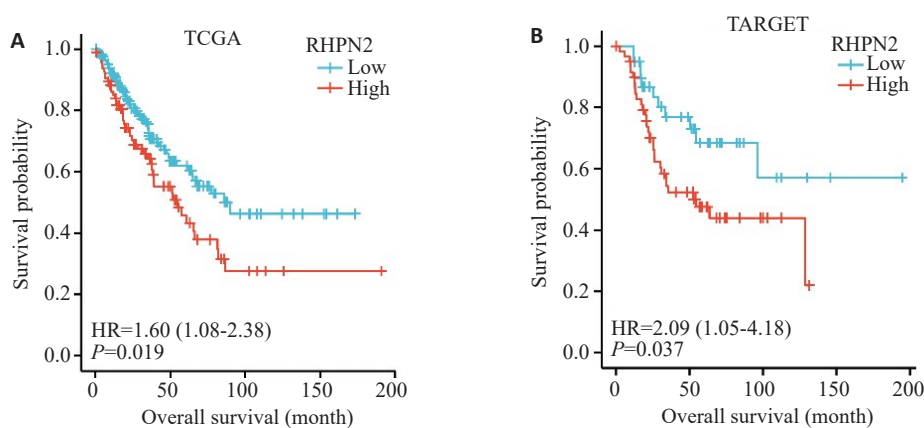 A
TCGA
RHPN2
Low
High
Survival probability
1.0
0.8
0.6
0.4
0.2
0.0
HR=1.60 (1.08-2.38)
P=0.019
0 50 100 150 200
Overall survival (month)
B
TARGET
RHPN2
Low
High
Survival probability
1.0
0.8
0.6
0.4
0.2
0.0
HR=2.09 (1.05-4.18)
P=0.037
0 50 100 150 200
Overall survival (month)